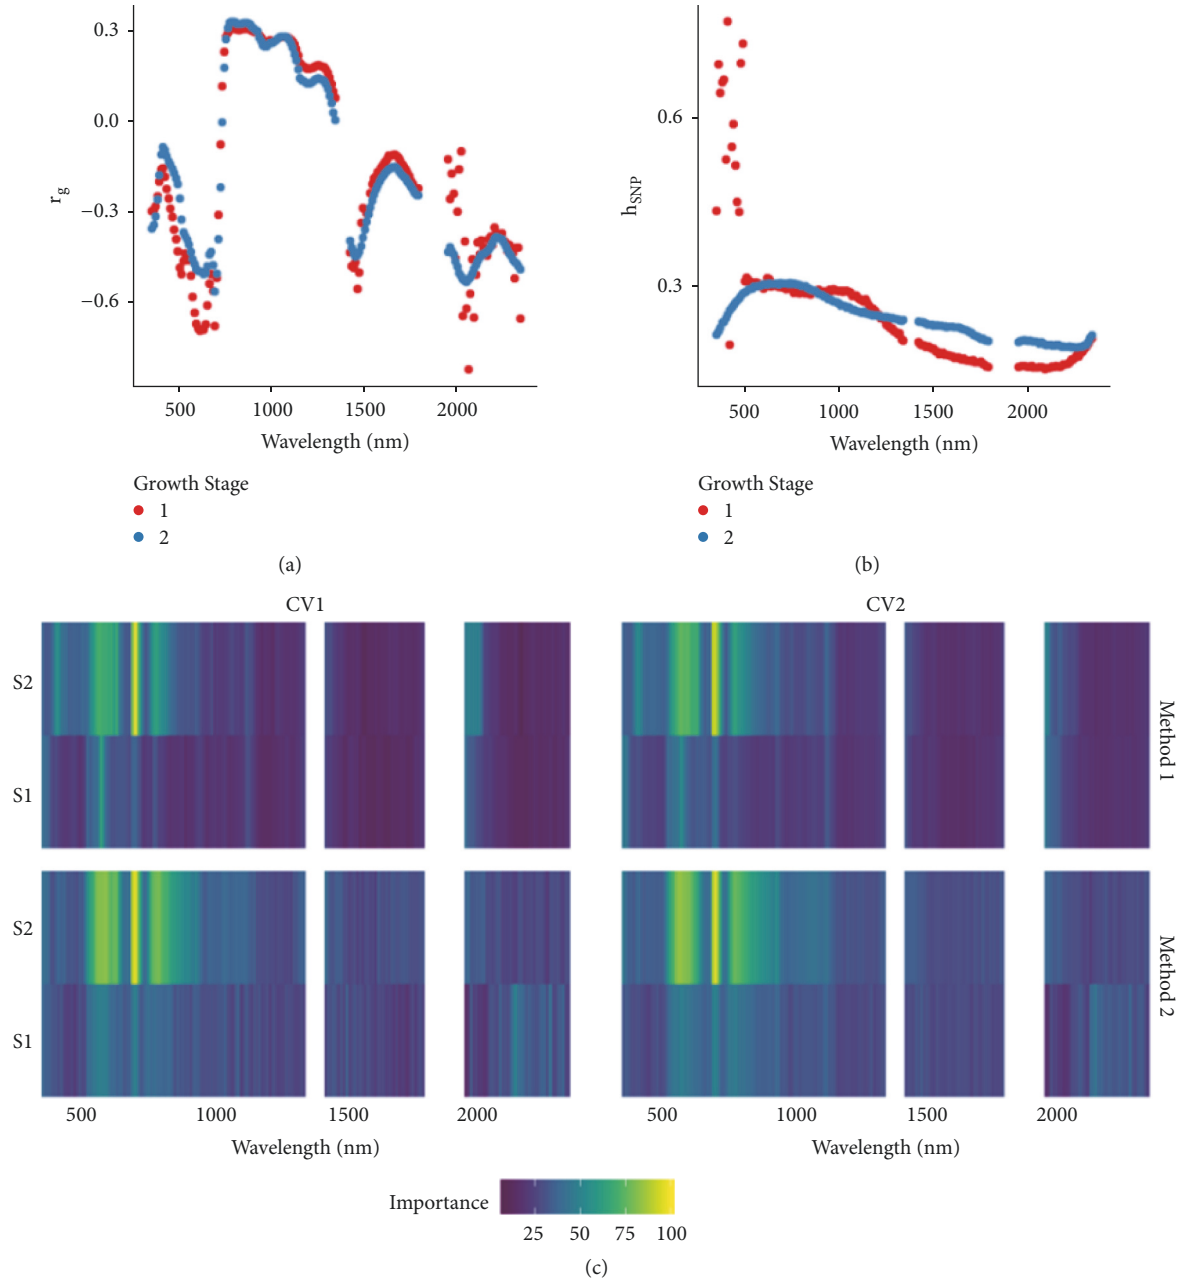 0.3
0.0
−0.3
−0.6
r_g
500 1000 1500 2000
Wavelength (nm)
Growth Stage
1
2
(a)
0.6
0.3
h_SNP
500 1000 1500 2000
Wavelength (nm)
Growth Stage
1
2
(b)
CV1 CV2
S2
S1
Method 1
S2
S1
Method 2
500 1000 1500 2000
500 1000 1500 2000
Wavelength (nm)
Wavelength (nm)
Importance
25 50 75 100
(c)